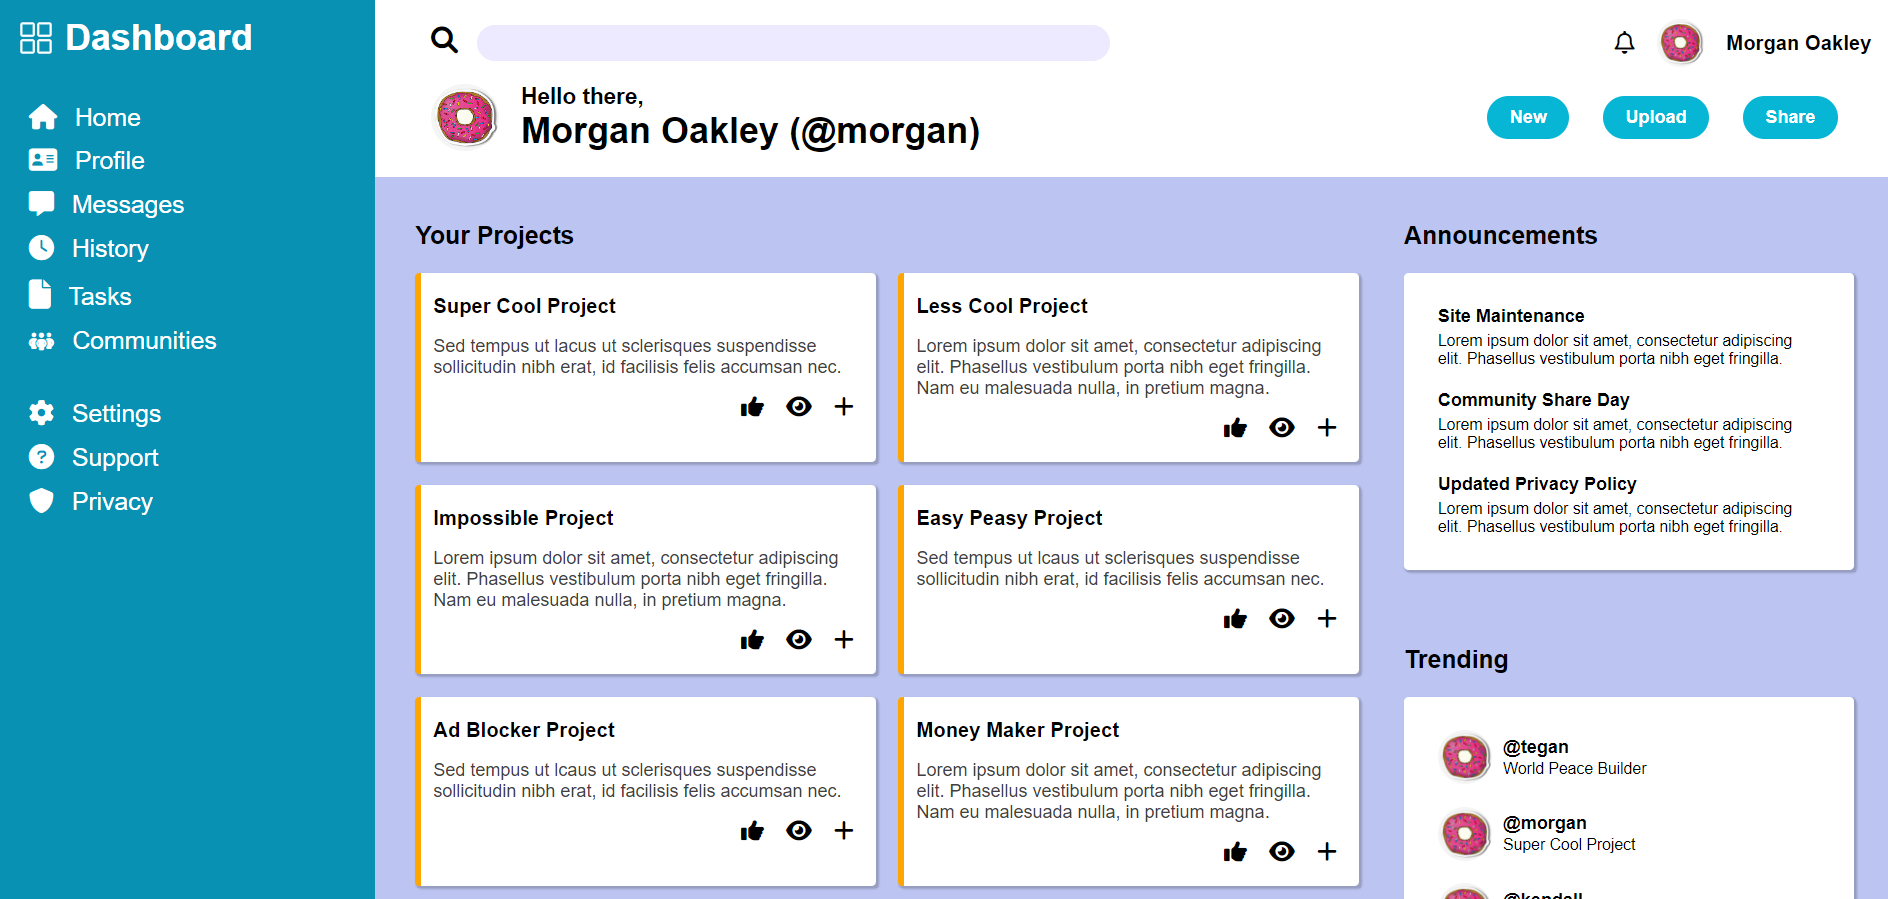 Dashboard
Home
Profile
Messages
History
Tasks
Communities
Settings
Support
Privacy
Morgan Oakley
Hello there,
Morgan Oakley (@morgan)
New
Upload
Share
Your Projects
Super Cool Project
Sed tempus ut lacus ut sclerisques suspendisse
sollicitudin nibh erat, id facilisis felis accumsan nec.
Less Cool Project
Lorem ipsum dolor sit amet, consectetur adipiscing
elit. Phasellus vestibulum porta nibh eget fringilla.
Nam eu malesuada nulla, in pretium magna.
Impossible Project
Lorem ipsum dolor sit amet, consectetur adipiscing
elit. Phasellus vestibulum porta nibh eget fringilla.
Nam eu malesuada nulla, in pretium magna.
Easy Peasy Project
Sed tempus ut lcaus ut sclerisques suspendisse
sollicitudin nibh erat, id facilisis felis accumsan nec.
Ad Blocker Project
Sed tempus ut lcaus ut sclerisques suspendisse
sollicitudin nibh erat, id facilisis felis accumsan nec.
Money Maker Project
Lorem ipsum dolor sit amet, consectetur adipiscing
elit. Phasellus vestibulum porta nibh eget fringilla.
Nam eu malesuada nulla, in pretium magna.
Announcements
Site Maintenance
Lorem ipsum dolor sit amet, consectetur adipiscing
elit. Phasellus vestibulum porta nibh eget fringilla.
Community Share Day
Lorem ipsum dolor sit amet, consectetur adipiscing
elit. Phasellus vestibulum porta nibh eget fringilla.
Updated Privacy Policy
Lorem ipsum dolor sit amet, consectetur adipiscing
elit. Phasellus vestibulum porta nibh eget fringilla.
Trending
@tegan
World Peace Builder
@morgan
Super Cool Project
@kendall